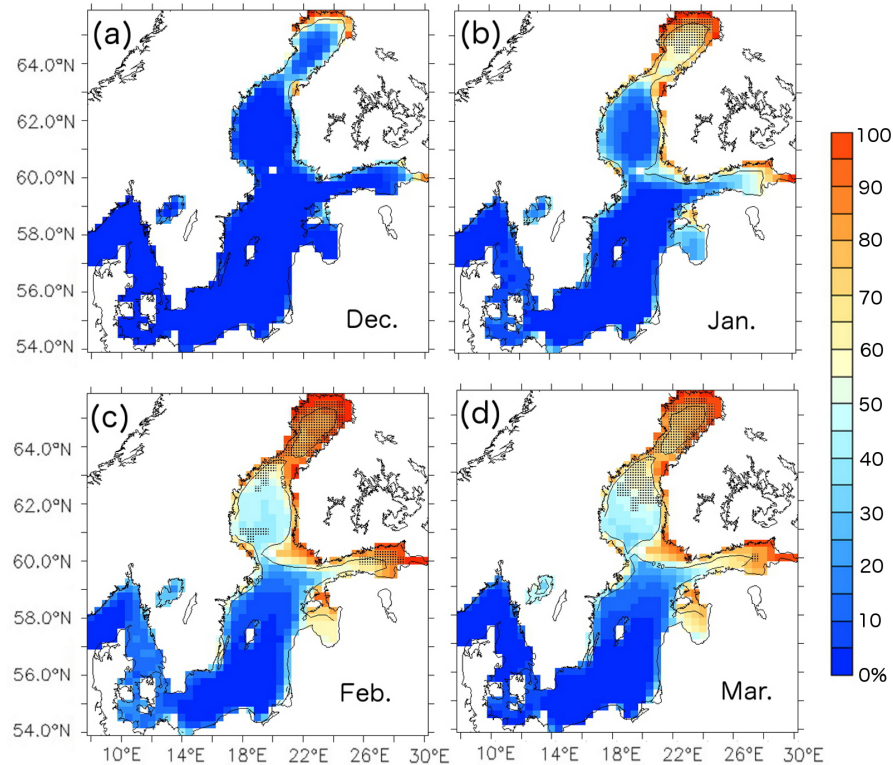 (a)
(b)
64.0°N
62.0°N
60.0°N
58.0°N
56.0°N
54.0°N
Dec.
Jan.
100
90
80
70
60
50
40
30
20
10
0%
(c)
(d)
64.0°N
62.0°N
60.0°N
58.0°N
56.0°N
54.0°N
Feb.
Mar.
10°E
14°E
18°E
22°E
26°E
30°E
10°E
14°E
18°E
22°E
26°E
30°E